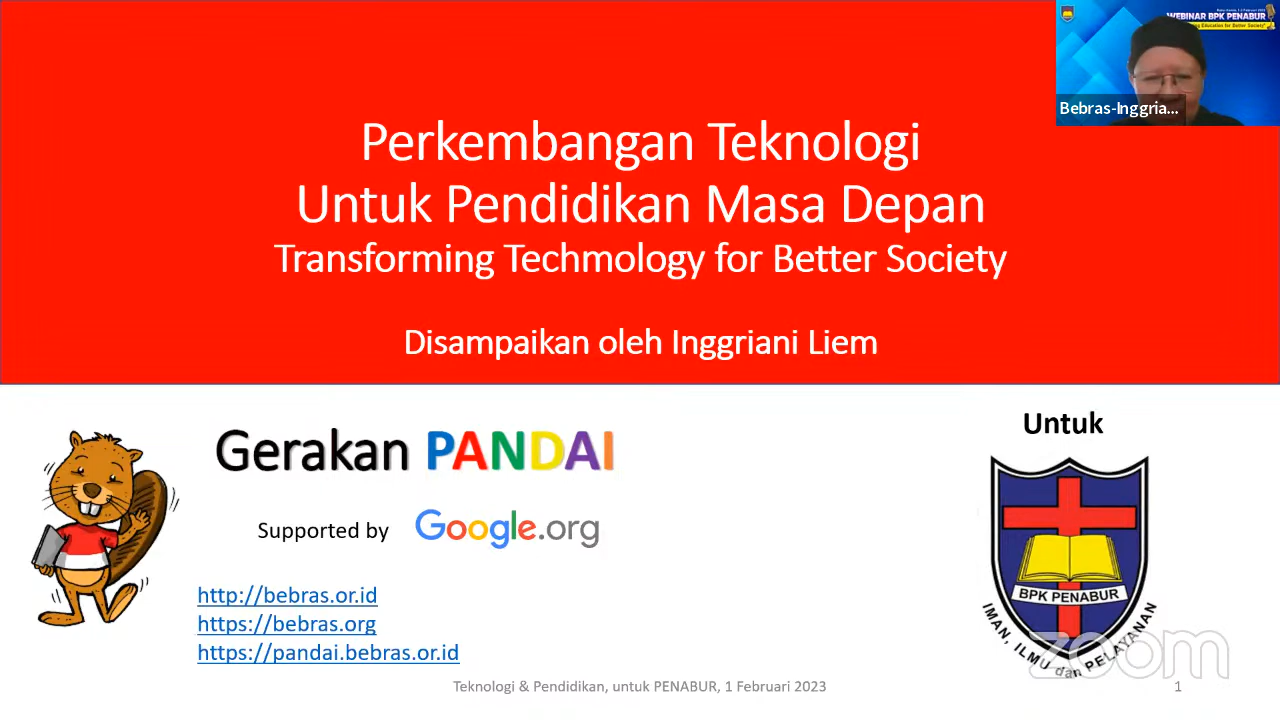 WEBINAR BPK PENABUR
Bebras-Inggria...
Perkembangan Teknologi
Untuk Pendidikan Masa Depan
Transforming Techmology for Better Society
Disampaikan oleh Inggriani Liem
Gerakan PANDAI
Supported by Google.org
http://bebras.or.id
https://bebras.org
https://pandai.bebras.or.id
Untuk
BPK PENABUR
IMAN, ILMU dan PELAYANAN
zoom
Teknologi & Pendidikan, untuk PENABUR, 1 Februari 2023
1